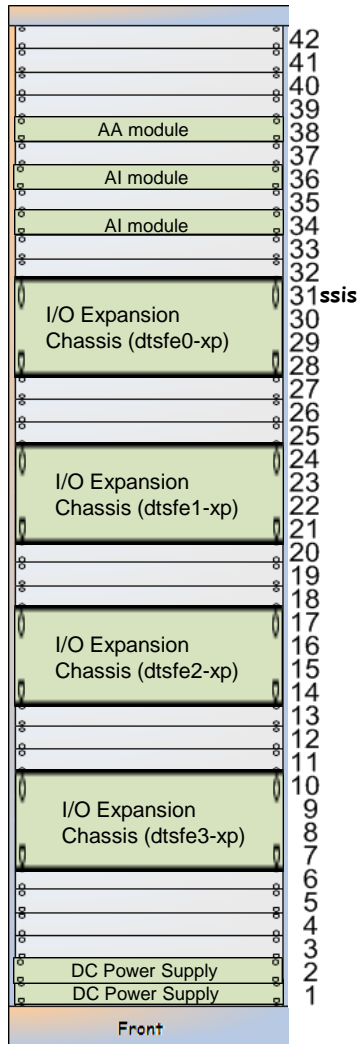 42
41
40
39
AA module 38
37
AI module 36
35
AI module 34
33
32
31ssis
I/O Expansion 30
Chassis (dtsfe0-xp) 29
28
27
26
25
24
I/O Expansion 23
Chassis (dtsfe1-xp) 22
21
20
19
18
17
I/O Expansion 16
Chassis (dtsfe2-xp) 15
14
13
12
11
10
I/O Expansion 9
Chassis (dtsfe3-xp) 8
7
6
5
4
3
DC Power Supply 2
DC Power Supply 1
Front